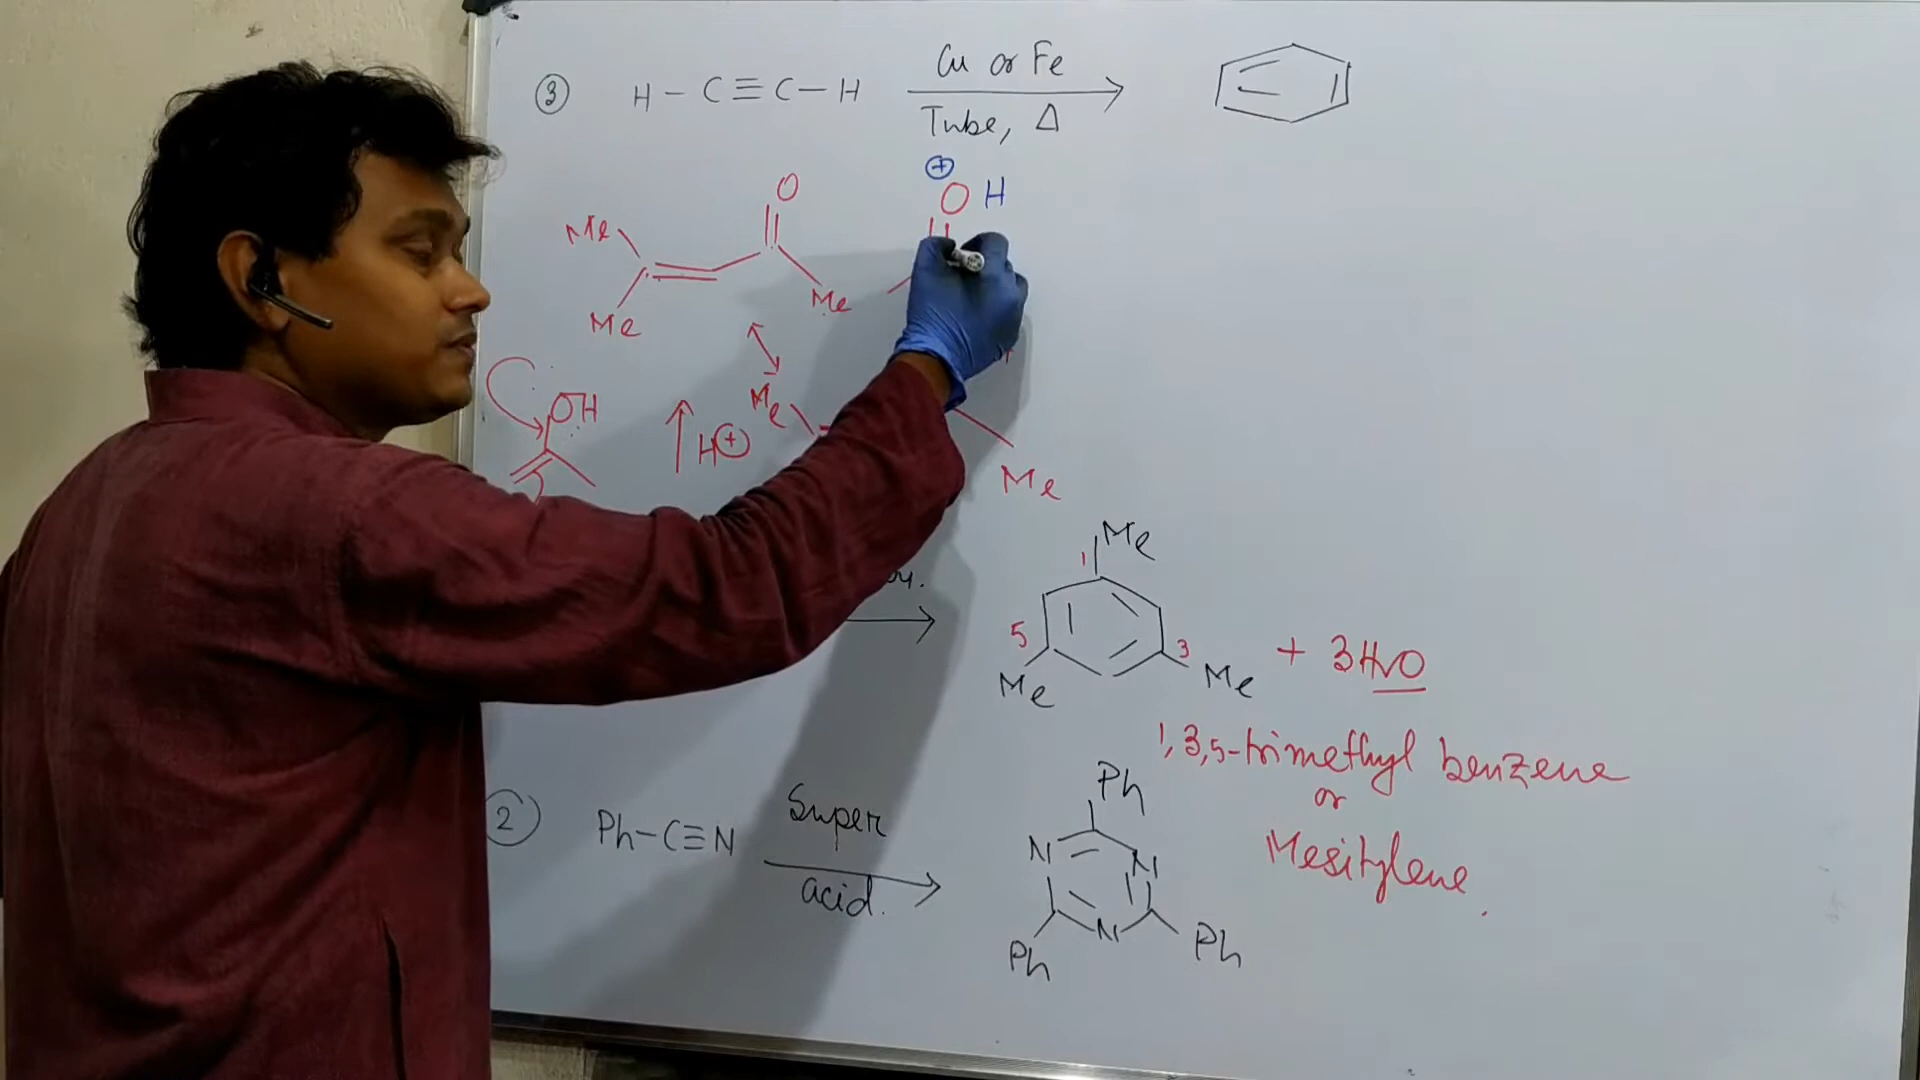 ③ H-C≡C-H Cu or Fe
Tube, Δ
⊕
O O H
Me
Me Me
OH H⊕ Me
Me
Me
1
5 3 + 3H₂O
Me Me
1,3,5-trimethyl benzene
or
Mesitylene.
② Ph-C≡N Super
acid.
Ph
N N
N
Ph Ph